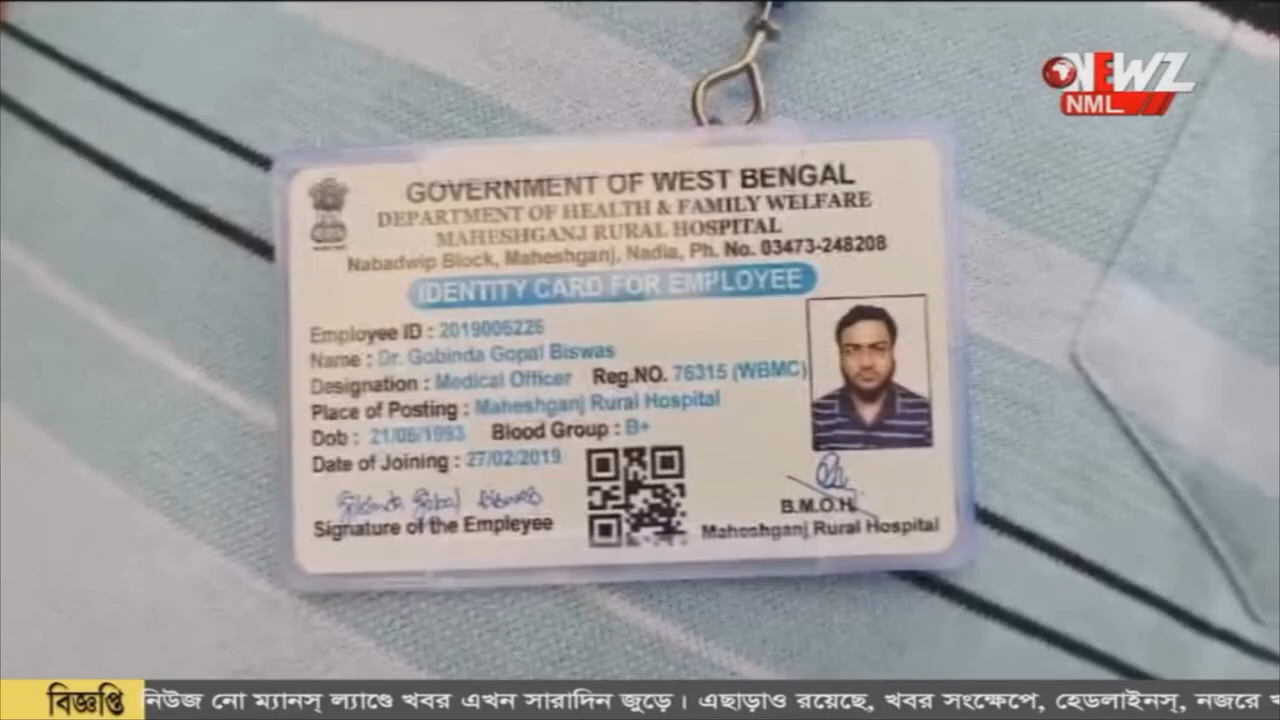 NEWZ
NML
GOVERNMENT OF WEST BENGAL
DEPARTMENT OF HEALTH & FAMILY WELFARE
MAHESHGANJ RURAL HOSPITAL
Nabadwip Block, Maheshganj, Nadia, Ph. No. 03473-248208
IDENTITY CARD FOR EMPLOYEE
Employee ID : 2019006226
Name : Dr. Gobinda Gopal Biswas
Designation : Medical Officer Reg.NO. 76315 (WBMC)
Place of Posting : Maheshganj Rural Hospital
Dob : 21/06/1993 Blood Group : B+
Date of Joining : 27/02/2019
Signature of the Empleyee
B.M.O.H.
Maheshganj Rural Hospital
বিজ্ঞপ্তি নিউজ নো ম্যানস্ ল্যাণ্ডে খবর এখন সারাদিন জুড়ে। এছাড়াও রয়েছে, খবর সংক্ষেপে, হেডলাইনস্, নজরে